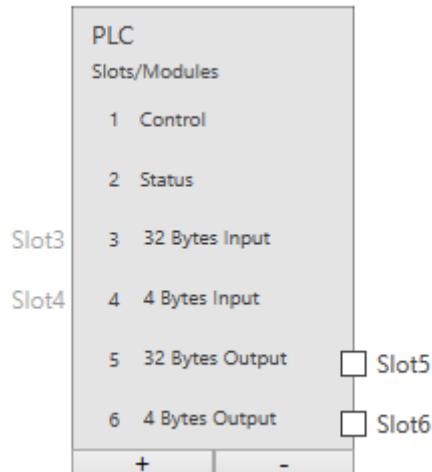 PLC
Slots/Modules
1 Control
2 Status
Slot3 3 32 Bytes Input
Slot4 4 4 Bytes Input
5 32 Bytes Output Slot5
6 4 Bytes Output Slot6
+ -